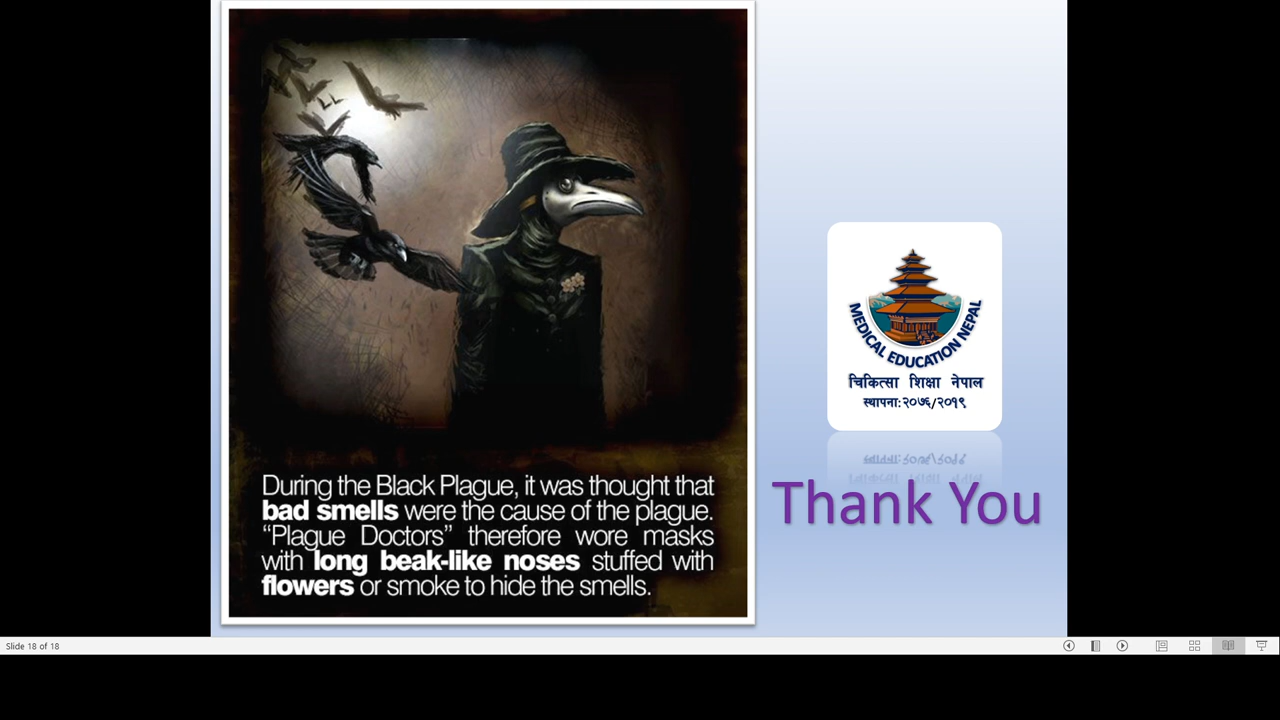 During the Black Plague, it was thought that
bad smells were the cause of the plague.
“Plague Doctors” therefore wore masks
with long beak-like noses stuffed with
flowers or smoke to hide the smells.
MEDICAL EDUCATION NEPAL
चिकित्सा शिक्षा नेपाल
स्थापना:२०७६/२०१९
Thank You
Slide 18 of 18